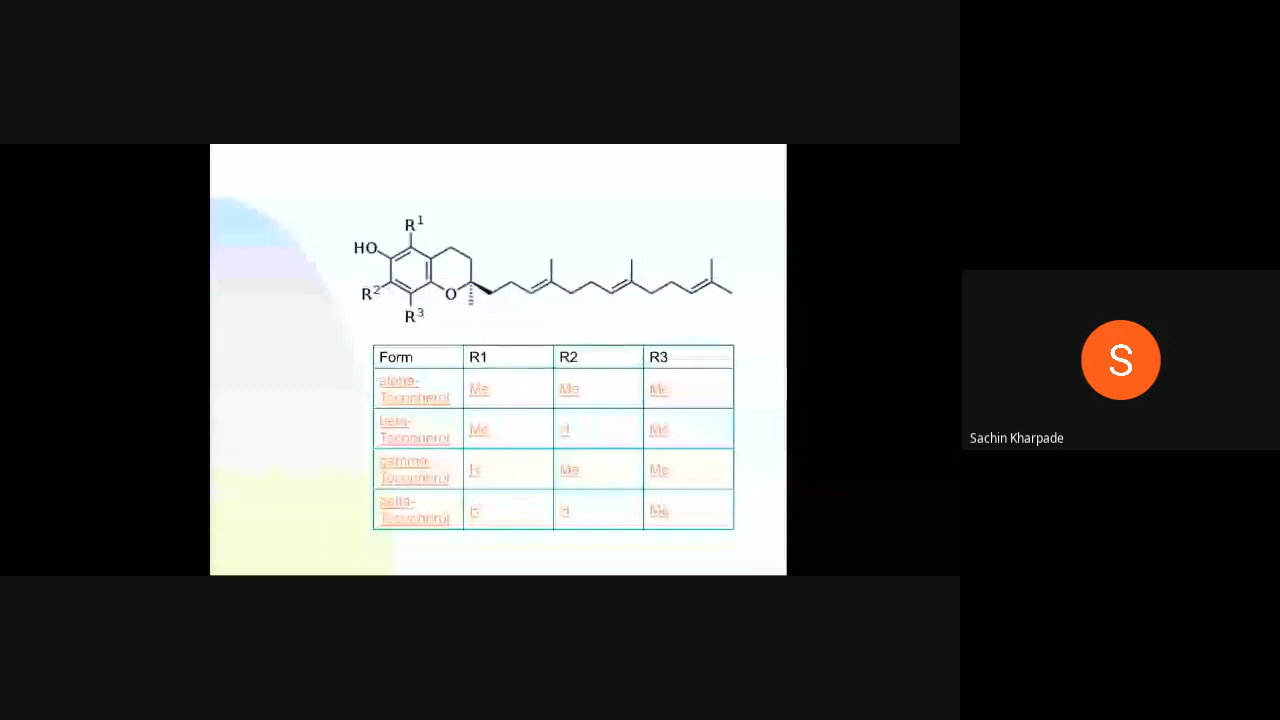 R1
HO
R2
O
R3
Form R1 R2 R3
alpha-
Tocopherol Me Me Me
beta-
Tocopherol Me H Me
gamma-
Tocopherol H Me Me
delta-
Tocopherol H H Me
S
Sachin Kharpade